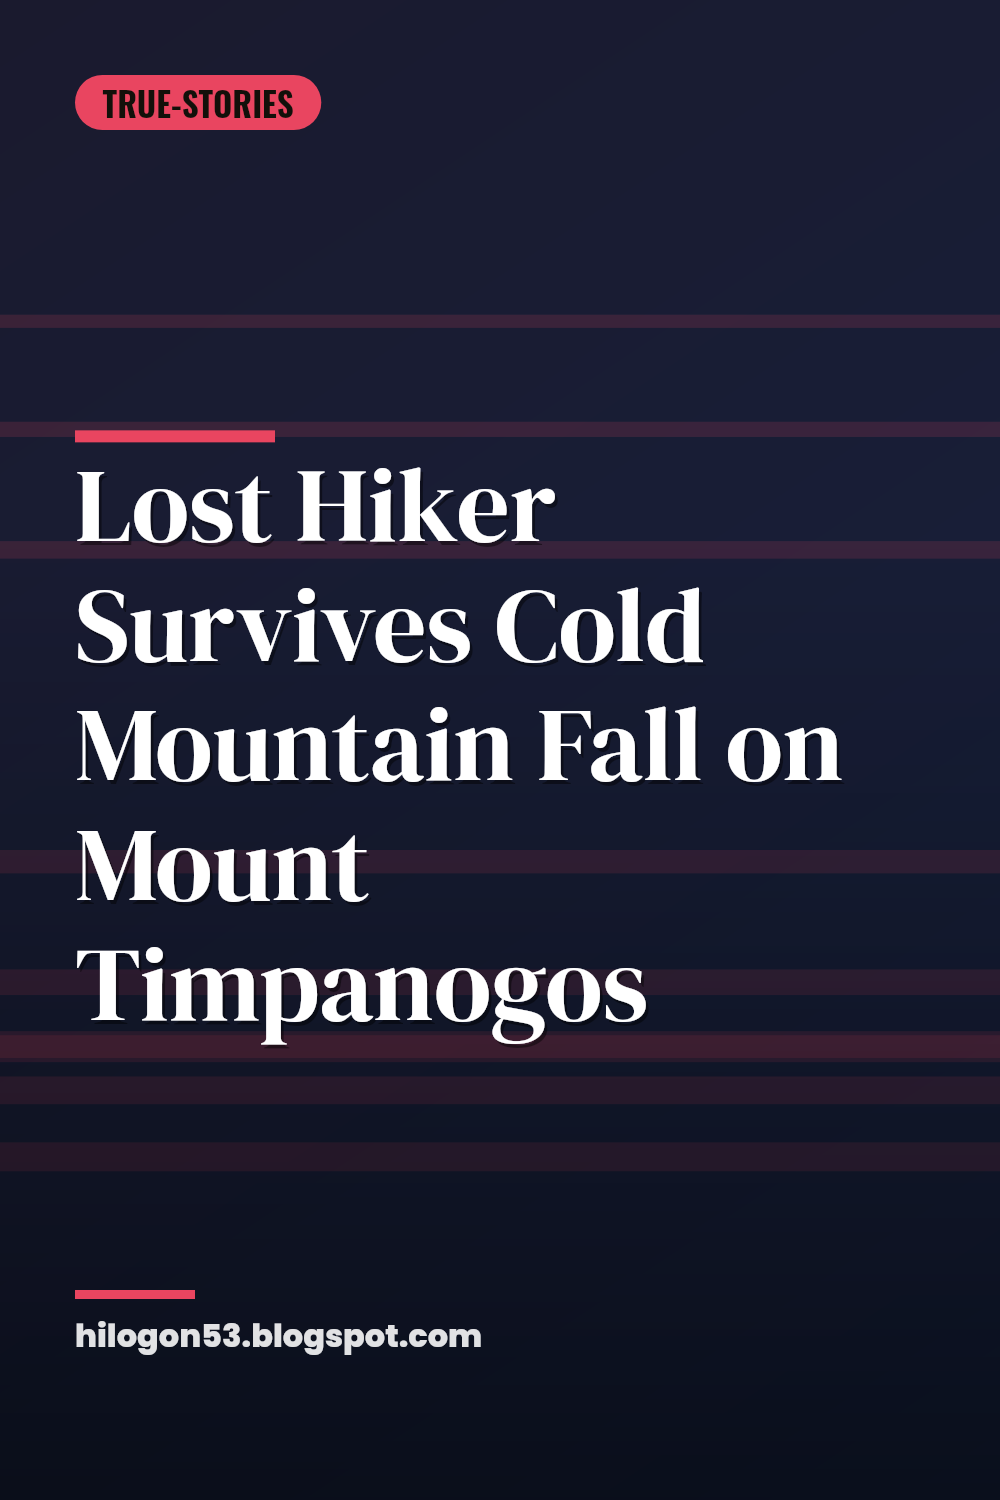 TRUE-STORIES
Lost Hiker
Survives Cold
Mountain Fall on
Mount
Timpanogos
hilogon53.blogspot.com